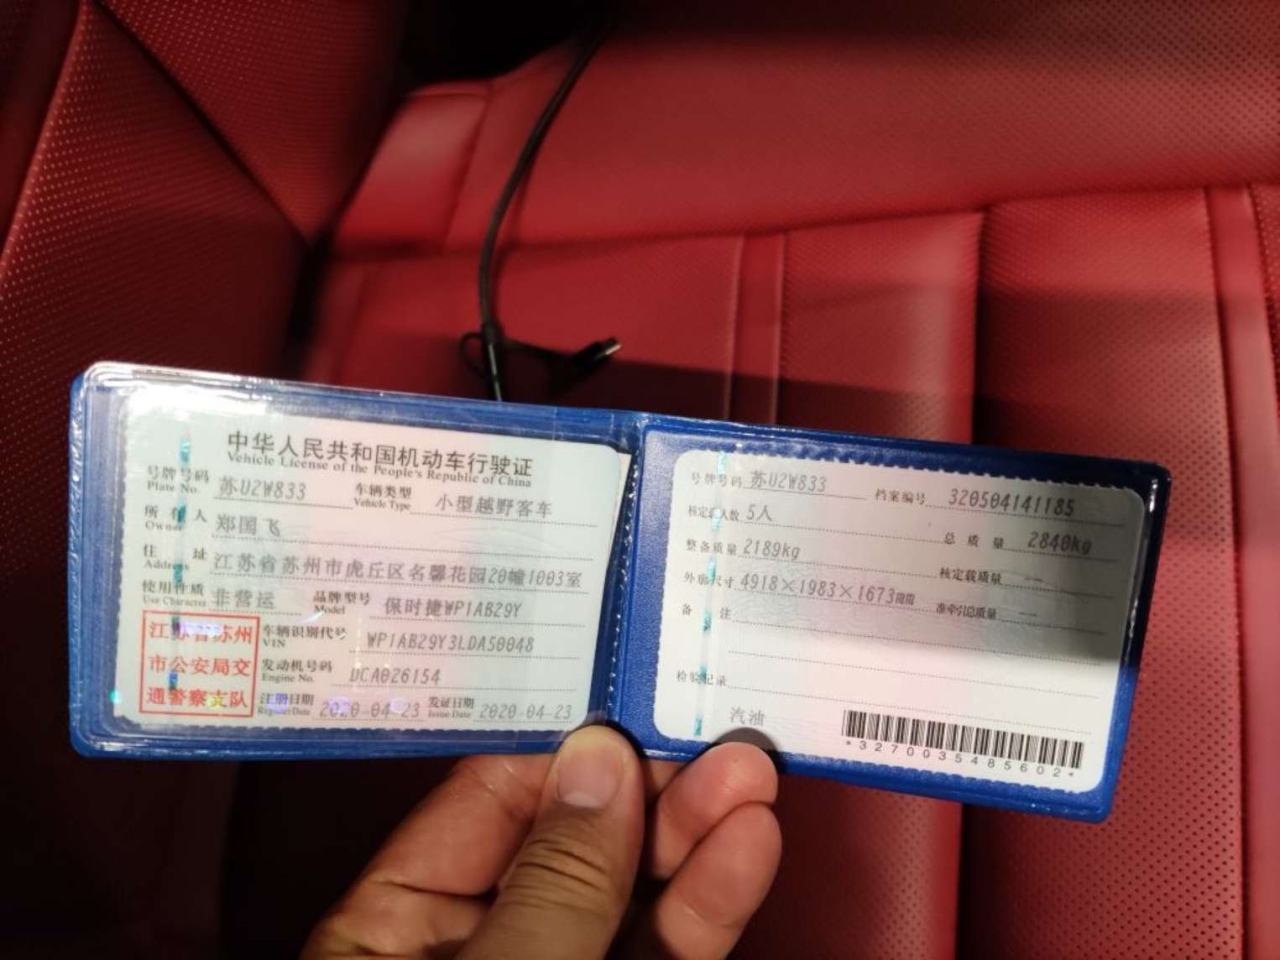 中华人民共和国机动车行驶证
Vehicle License of the People's Republic of China
号牌号码 苏U2W833 车辆类型 小型越野客车
Plate No. Vehicle Type
所有人 郑国飞
Owner
住址 江苏省苏州市虎丘区名馨花园20幢1003室
Address
使用性质 非营运 品牌型号 保时捷WP1AB29Y
Use Character Model
江苏省苏州
市公安局交
通警察支队
车辆识别代号 WP1AB29Y3LDA50048
VIN
发动机号码 DCA026154
Engine No.
注册日期 2020-04-23 发证日期 2020-04-23
Register Date Issue Date
号牌号码 苏U2W833 档案编号 320504141185
核定载人数 5人 总质量 2840kg
整备质量 2189kg 核定载质量 --
外廓尺寸 4918×1983×1673mm 准牵引总质量 --
备注
检验记录
汽油
*3270035485602*